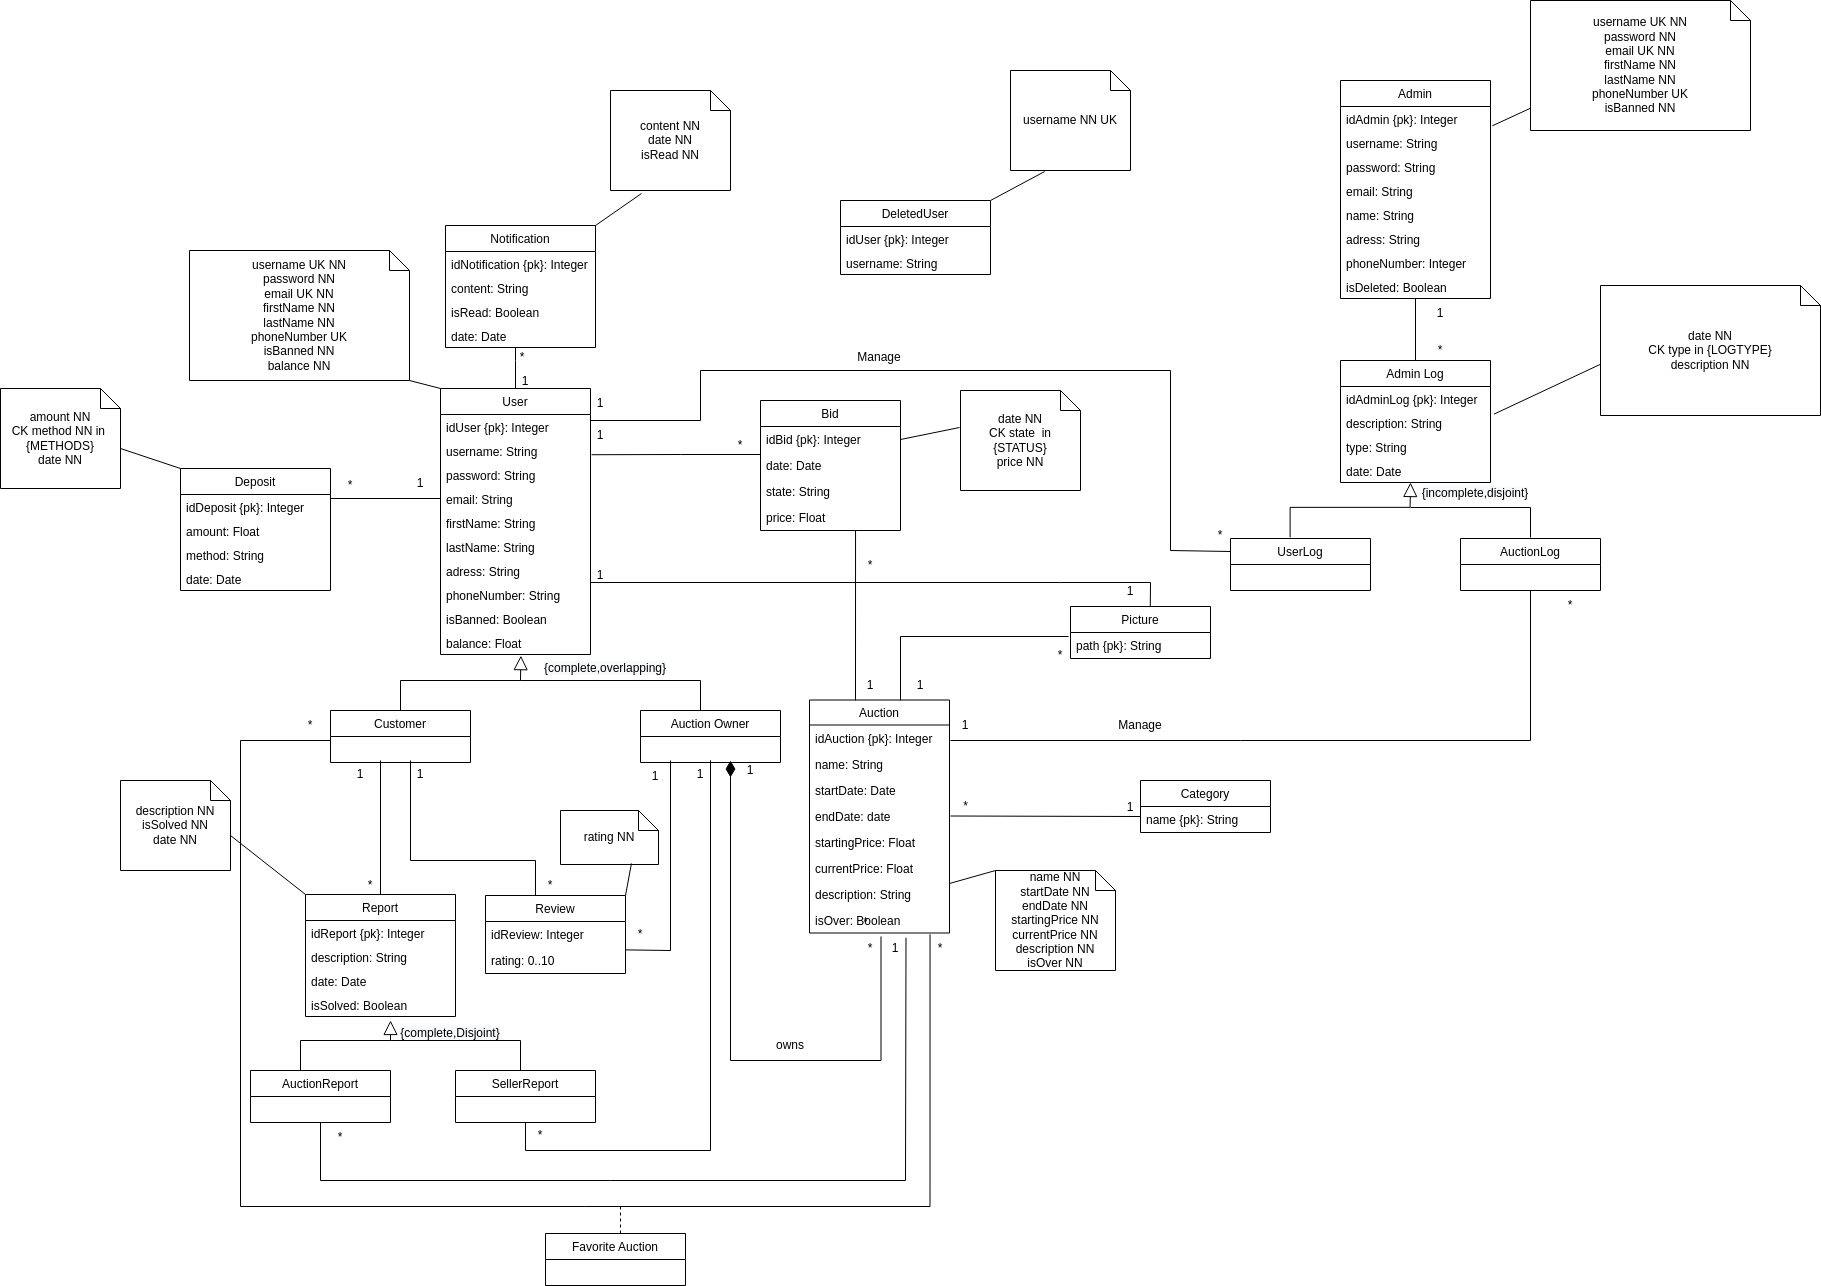 username UK NN
password NN
email UK NN
firstName NN
lastName NN
phoneNumber UK
isBanned NN
Admin
idAdmin {pk}: Integer
username: String
password: String
email: String
name: String
adress: String
phoneNumber: Integer
isDeleted: Boolean
username NN UK
DeletedUser
idUser {pk}: Integer
username: String
content NN
date NN
isRead NN
Notification
idNotification {pk}: Integer
content: String
isRead: Boolean
date: Date
*
1
username UK NN
password NN
email UK NN
firstName NN
lastName NN
phoneNumber UK
isBanned NN
balance NN
1
*
date NN
CK type in {LOGTYPE}
description NN
Admin Log
idAdminLog {pk}: Integer
description: String
type: String
date: Date
{incomplete,disjoint}
Manage
1
1
*
*
UserLog
AuctionLog
*
amount NN
CK method NN in
{METHODS}
date NN
Deposit
idDeposit {pk}: Integer
amount: Float
method: String
date: Date
*
1
User
idUser {pk}: Integer
username: String
password: String
email: String
firstName: String
lastName: String
adress: String
phoneNumber: String
isBanned: Boolean
balance: Float
{complete,overlapping}
Bid
idBid {pk}: Integer
date: Date
state: String
price: Float
date NN
CK state  in
{STATUS}
price NN
*
1
1
Picture
path {pk}: String
*
1
1
Customer
Auction Owner
*
1
1
1
1
1
Auction
idAuction {pk}: Integer
name: String
startDate: Date
endDate: date
startingPrice: Float
currentPrice: Float
description: String
isOver: Boolean
*
1
Manage
*
1
Category
name {pk}: String
name NN
startDate NN
endDate NN
startingPrice NN
currentPrice NN
description NN
isOver NN
description NN
isSolved NN
date NN
rating NN
*
*
*
Report
idReport {pk}: Integer
description: String
date: Date
isSolved: Boolean
Review
idReview: Integer
rating: 0..10
*
1
*
{complete,Disjoint}
owns
AuctionReport
SellerReport
*
*
Favorite Auction